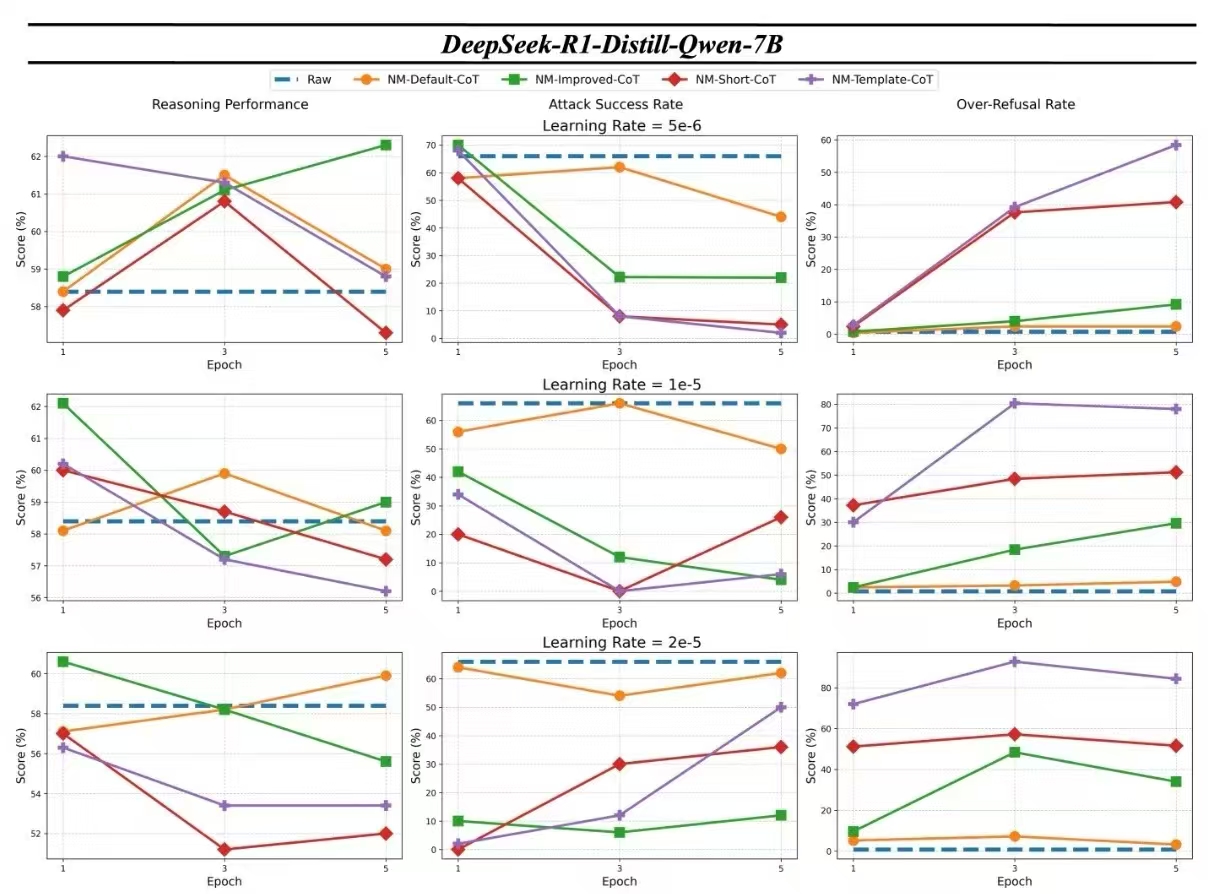 DeepSeek-R1-Distill-Qwen-7B
Raw NM-Default-CoT NM-Improved-CoT NM-Short-CoT NM-Template-CoT
Reasoning Performance Attack Success Rate Over-Refusal Rate
Learning Rate = 5e-6
Score (%)
62
61
60
59
58
1 3 5
Epoch
Score (%)
70
60
50
40
30
20
10
0
1 3 5
Epoch
Score (%)
60
50
40
30
20
10
0
1 3 5
Epoch
Learning Rate = 1e-5
Score (%)
62
61
60
59
58
57
56
1 3 5
Epoch
Score (%)
60
50
40
30
20
10
0
1 3 5
Epoch
Score (%)
80
70
60
50
40
30
20
10
0
1 3 5
Epoch
Learning Rate = 2e-5
Score (%)
60
58
56
54
52
1 3 5
Epoch
Score (%)
60
50
40
30
20
10
0
1 3 5
Epoch
Score (%)
80
60
40
20
0
1 3 5
Epoch